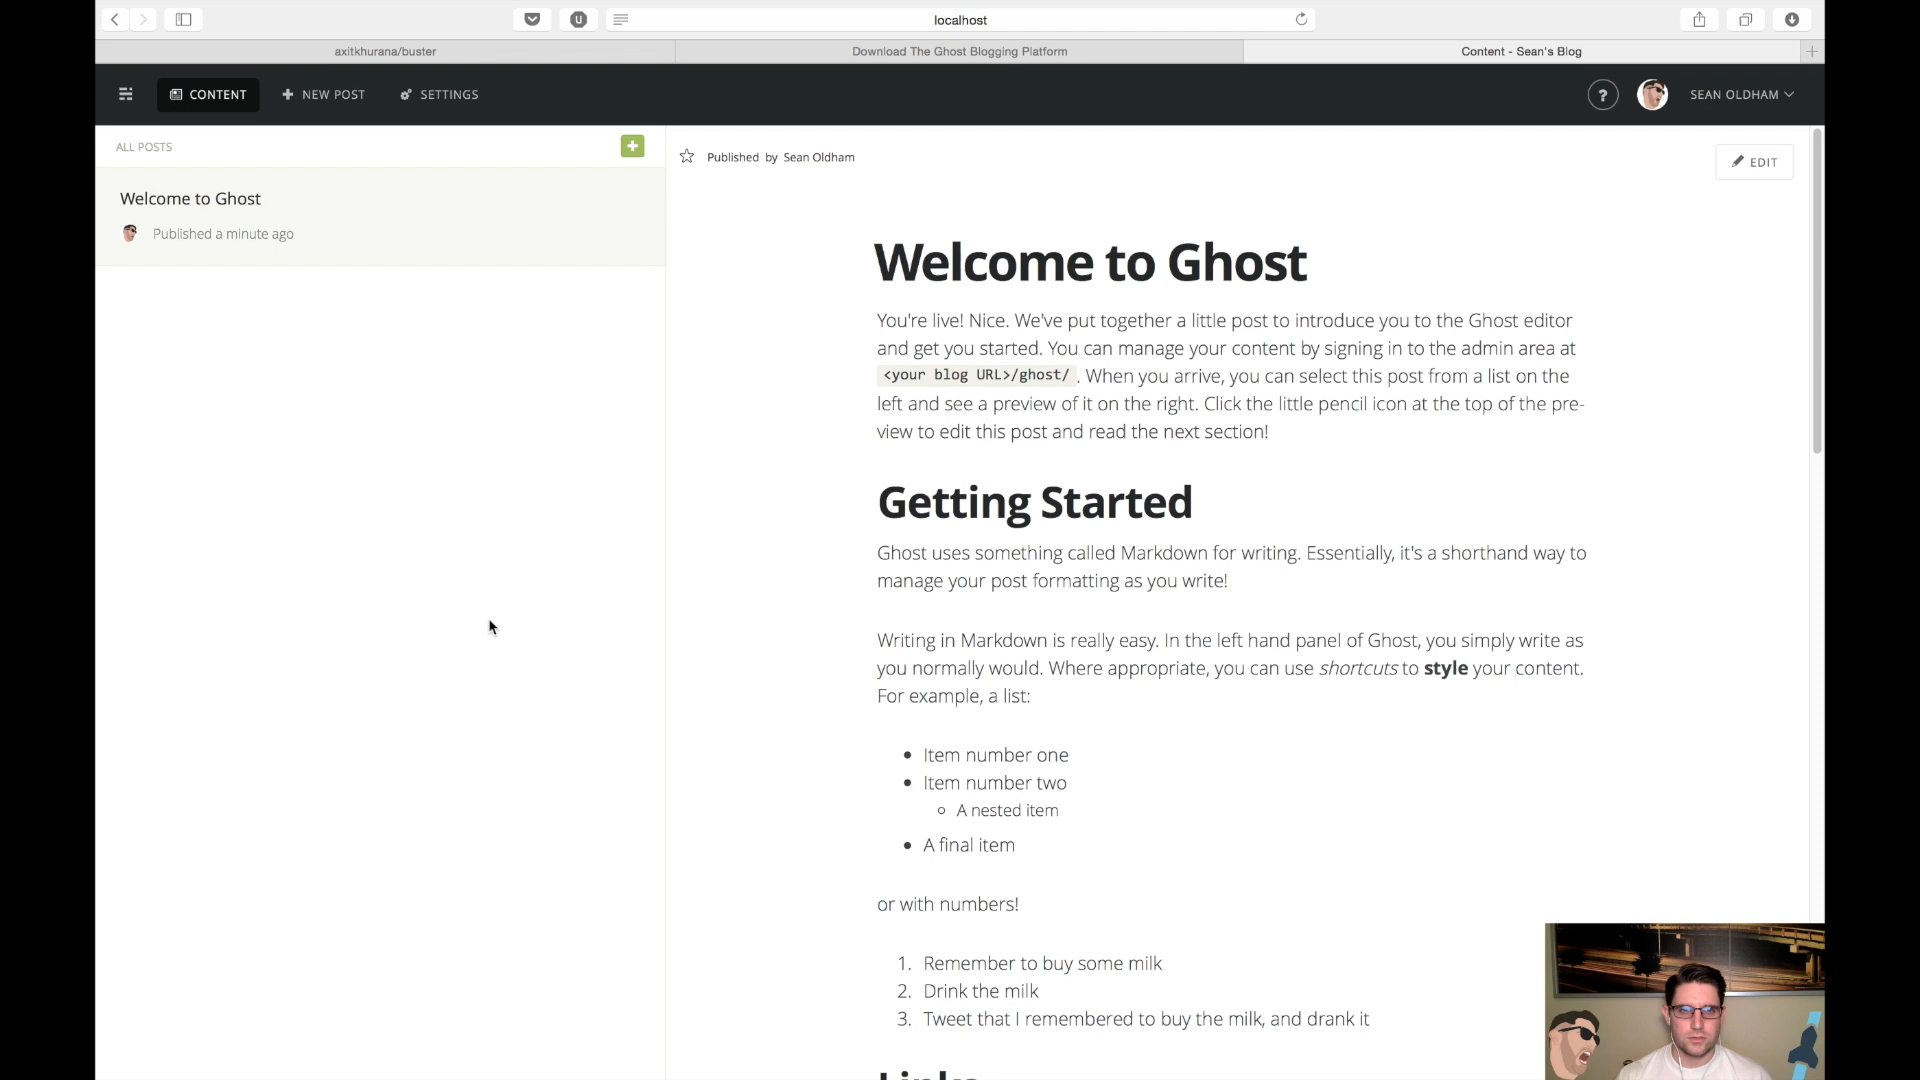 localhost
axitkhurana/buster
Download The Ghost Blogging Platform
Content - Sean's Blog
CONTENT
NEW POST
SETTINGS
?
SEAN OLDHAM
ALL POSTS
Welcome to Ghost
Published a minute ago
Published by Sean Oldham
EDIT
Welcome to Ghost
You're live! Nice. We've put together a little post to introduce you to the Ghost editor
and get you started. You can manage your content by signing in to the admin area at
<your blog URL>/ghost/ . When you arrive, you can select this post from a list on the
left and see a preview of it on the right. Click the little pencil icon at the top of the pre-
view to edit this post and read the next section!
Getting Started
Ghost uses something called Markdown for writing. Essentially, it's a shorthand way to
manage your post formatting as you write!
Writing in Markdown is really easy. In the left hand panel of Ghost, you simply write as
you normally would. Where appropriate, you can use shortcuts to style your content.
For example, a list:
Item number one
Item number two
A nested item
A final item
or with numbers!
1. Remember to buy some milk
2. Drink the milk
3. Tweet that I remembered to buy the milk, and drank it
Links